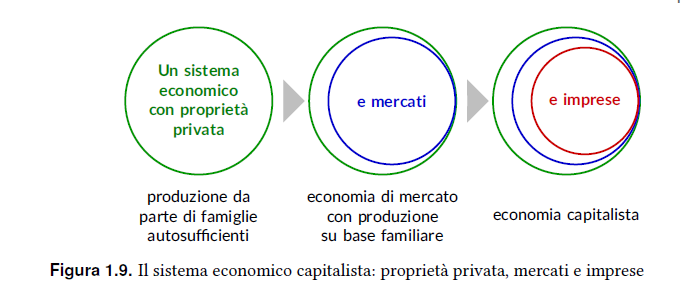 Un sistema
economico
con proprietà
privata
e mercati
e imprese
produzione da
parte di famiglie
autosufficienti
economia di mercato
con produzione
su base familiare
economia capitalista
Figura 1.9. Il sistema economico capitalista: proprietà privata, mercati e imprese